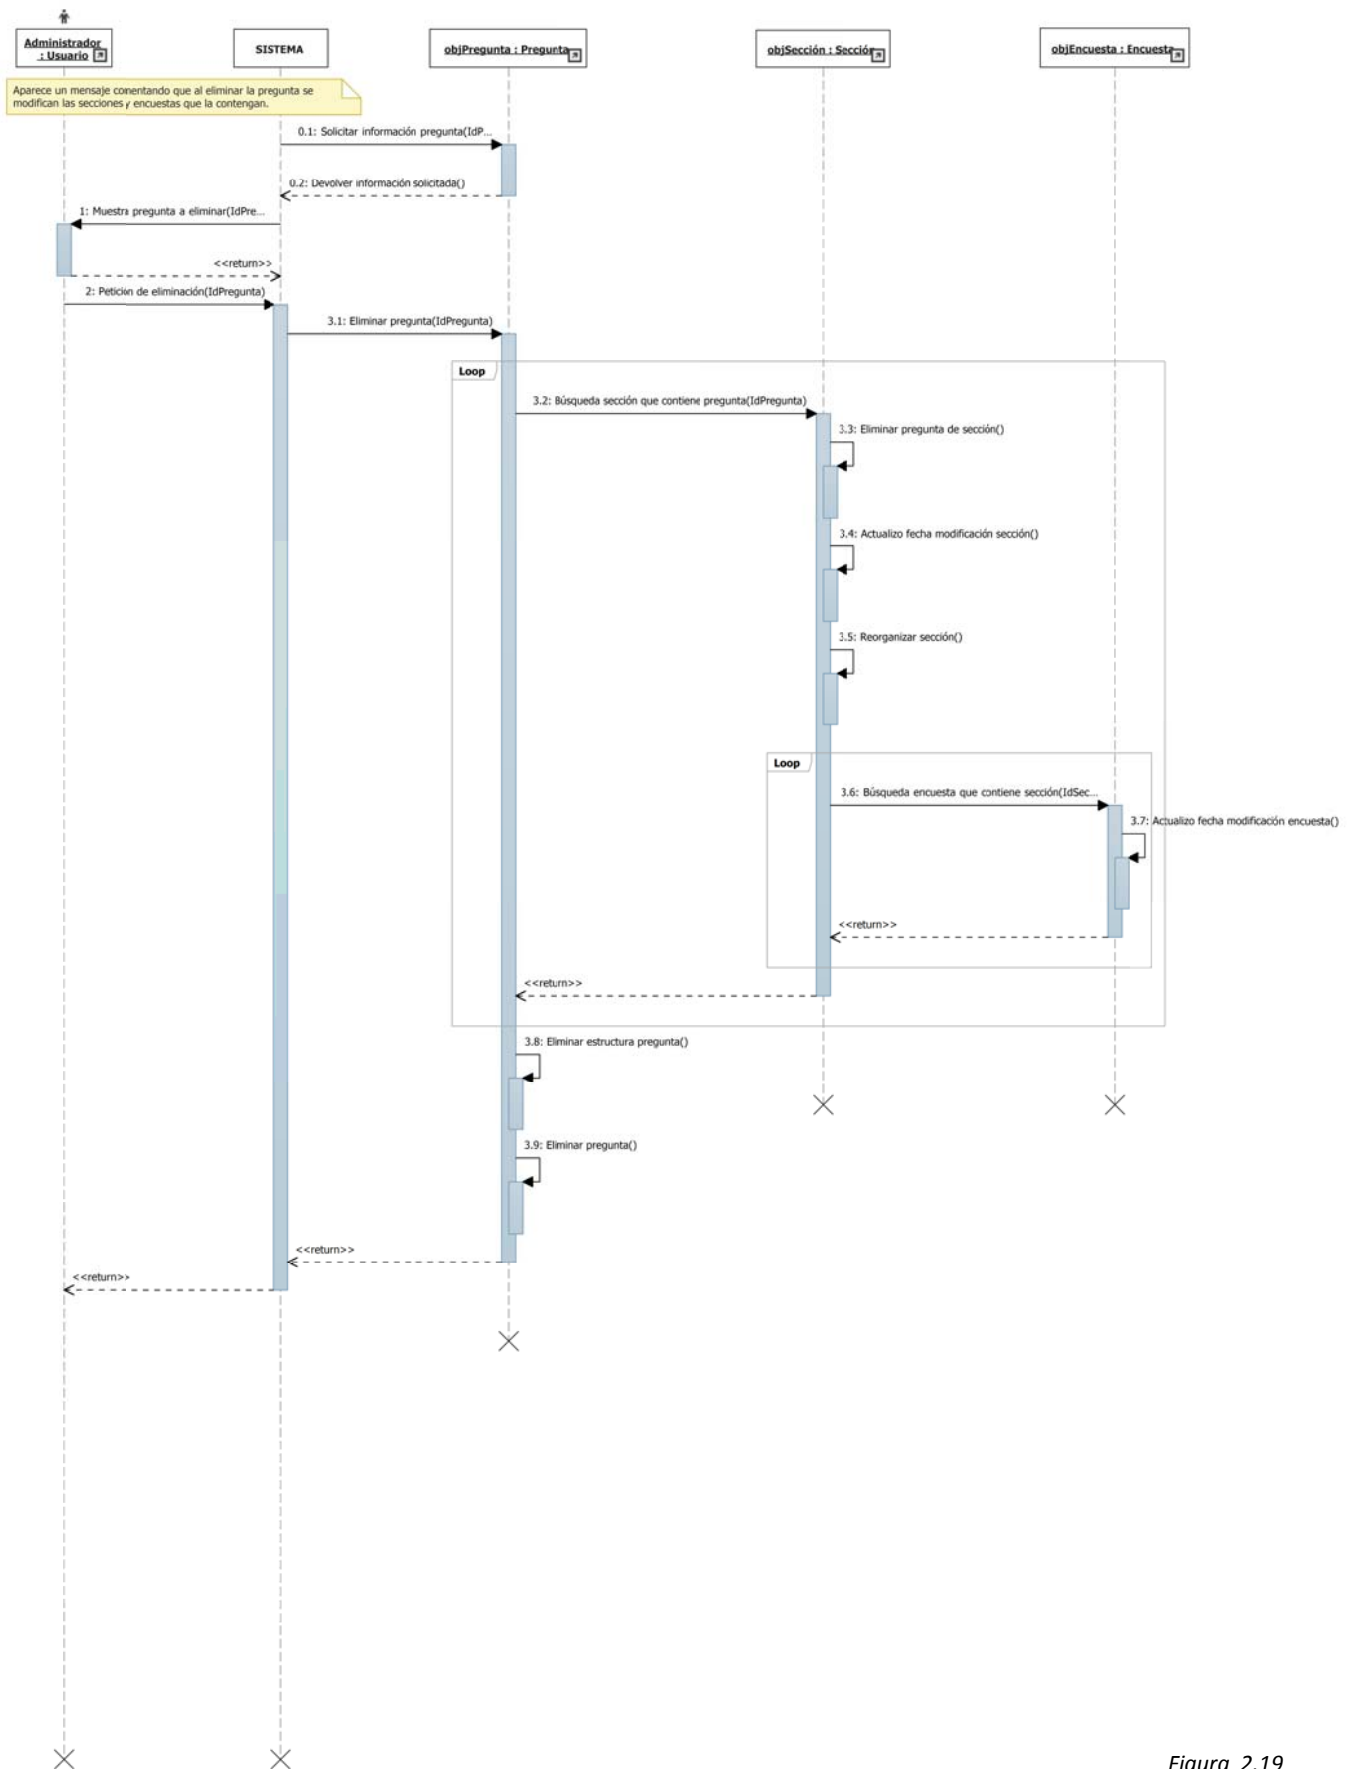 Administrador
: Usuario
SISTEMA
objPregunta : Pregunta
objSección : Sección
objEncuesta : Encuesta
Aparece un mensaje comentando que al eliminar la pregunta se
modifican las secciones y encuestas que la contengan.
0.1: Solicitar información pregunta(IdP...
0.2: Devolver información solicitada()
1: Muestra pregunta a eliminar(IdPre...
<<return>>
2: Petición de eliminación(IdPregunta)
3.1: Eliminar pregunta(IdPregunta)
Loop
3.2: Búsqueda sección que contiene pregunta(IdPregunta)
3.3: Eliminar pregunta de sección()
3.4: Actualizo fecha modificación sección()
3.5: Reorganizar sección()
Loop
3.6: Búsqueda encuesta que contiene sección(IdSec...
3.7: Actualizo fecha modificación encuesta()
<<return>>
<<return>>
3.8: Eliminar estructura pregunta()
3.9: Eliminar pregunta()
<<return>>
<<return>>
Figura 2.19